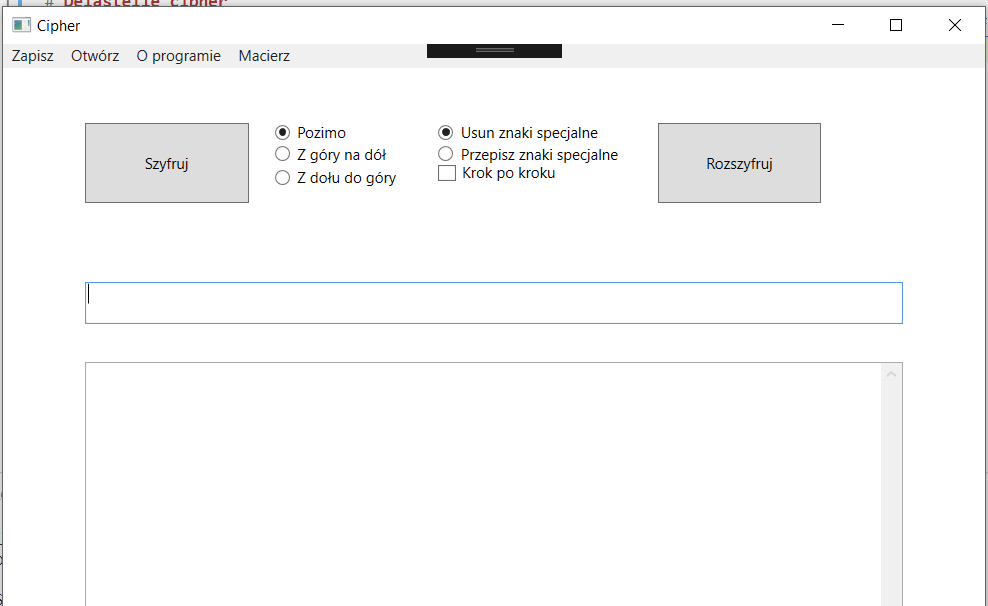 # Delastelle cipher
Cipher
Zapisz Otwórz O programie Macierz
Szyfruj
Pozimo
Z góry na dół
Z dołu do góry
Usun znaki specjalne
Przepisz znaki specjalne
Krok po kroku
Rozszyfruj